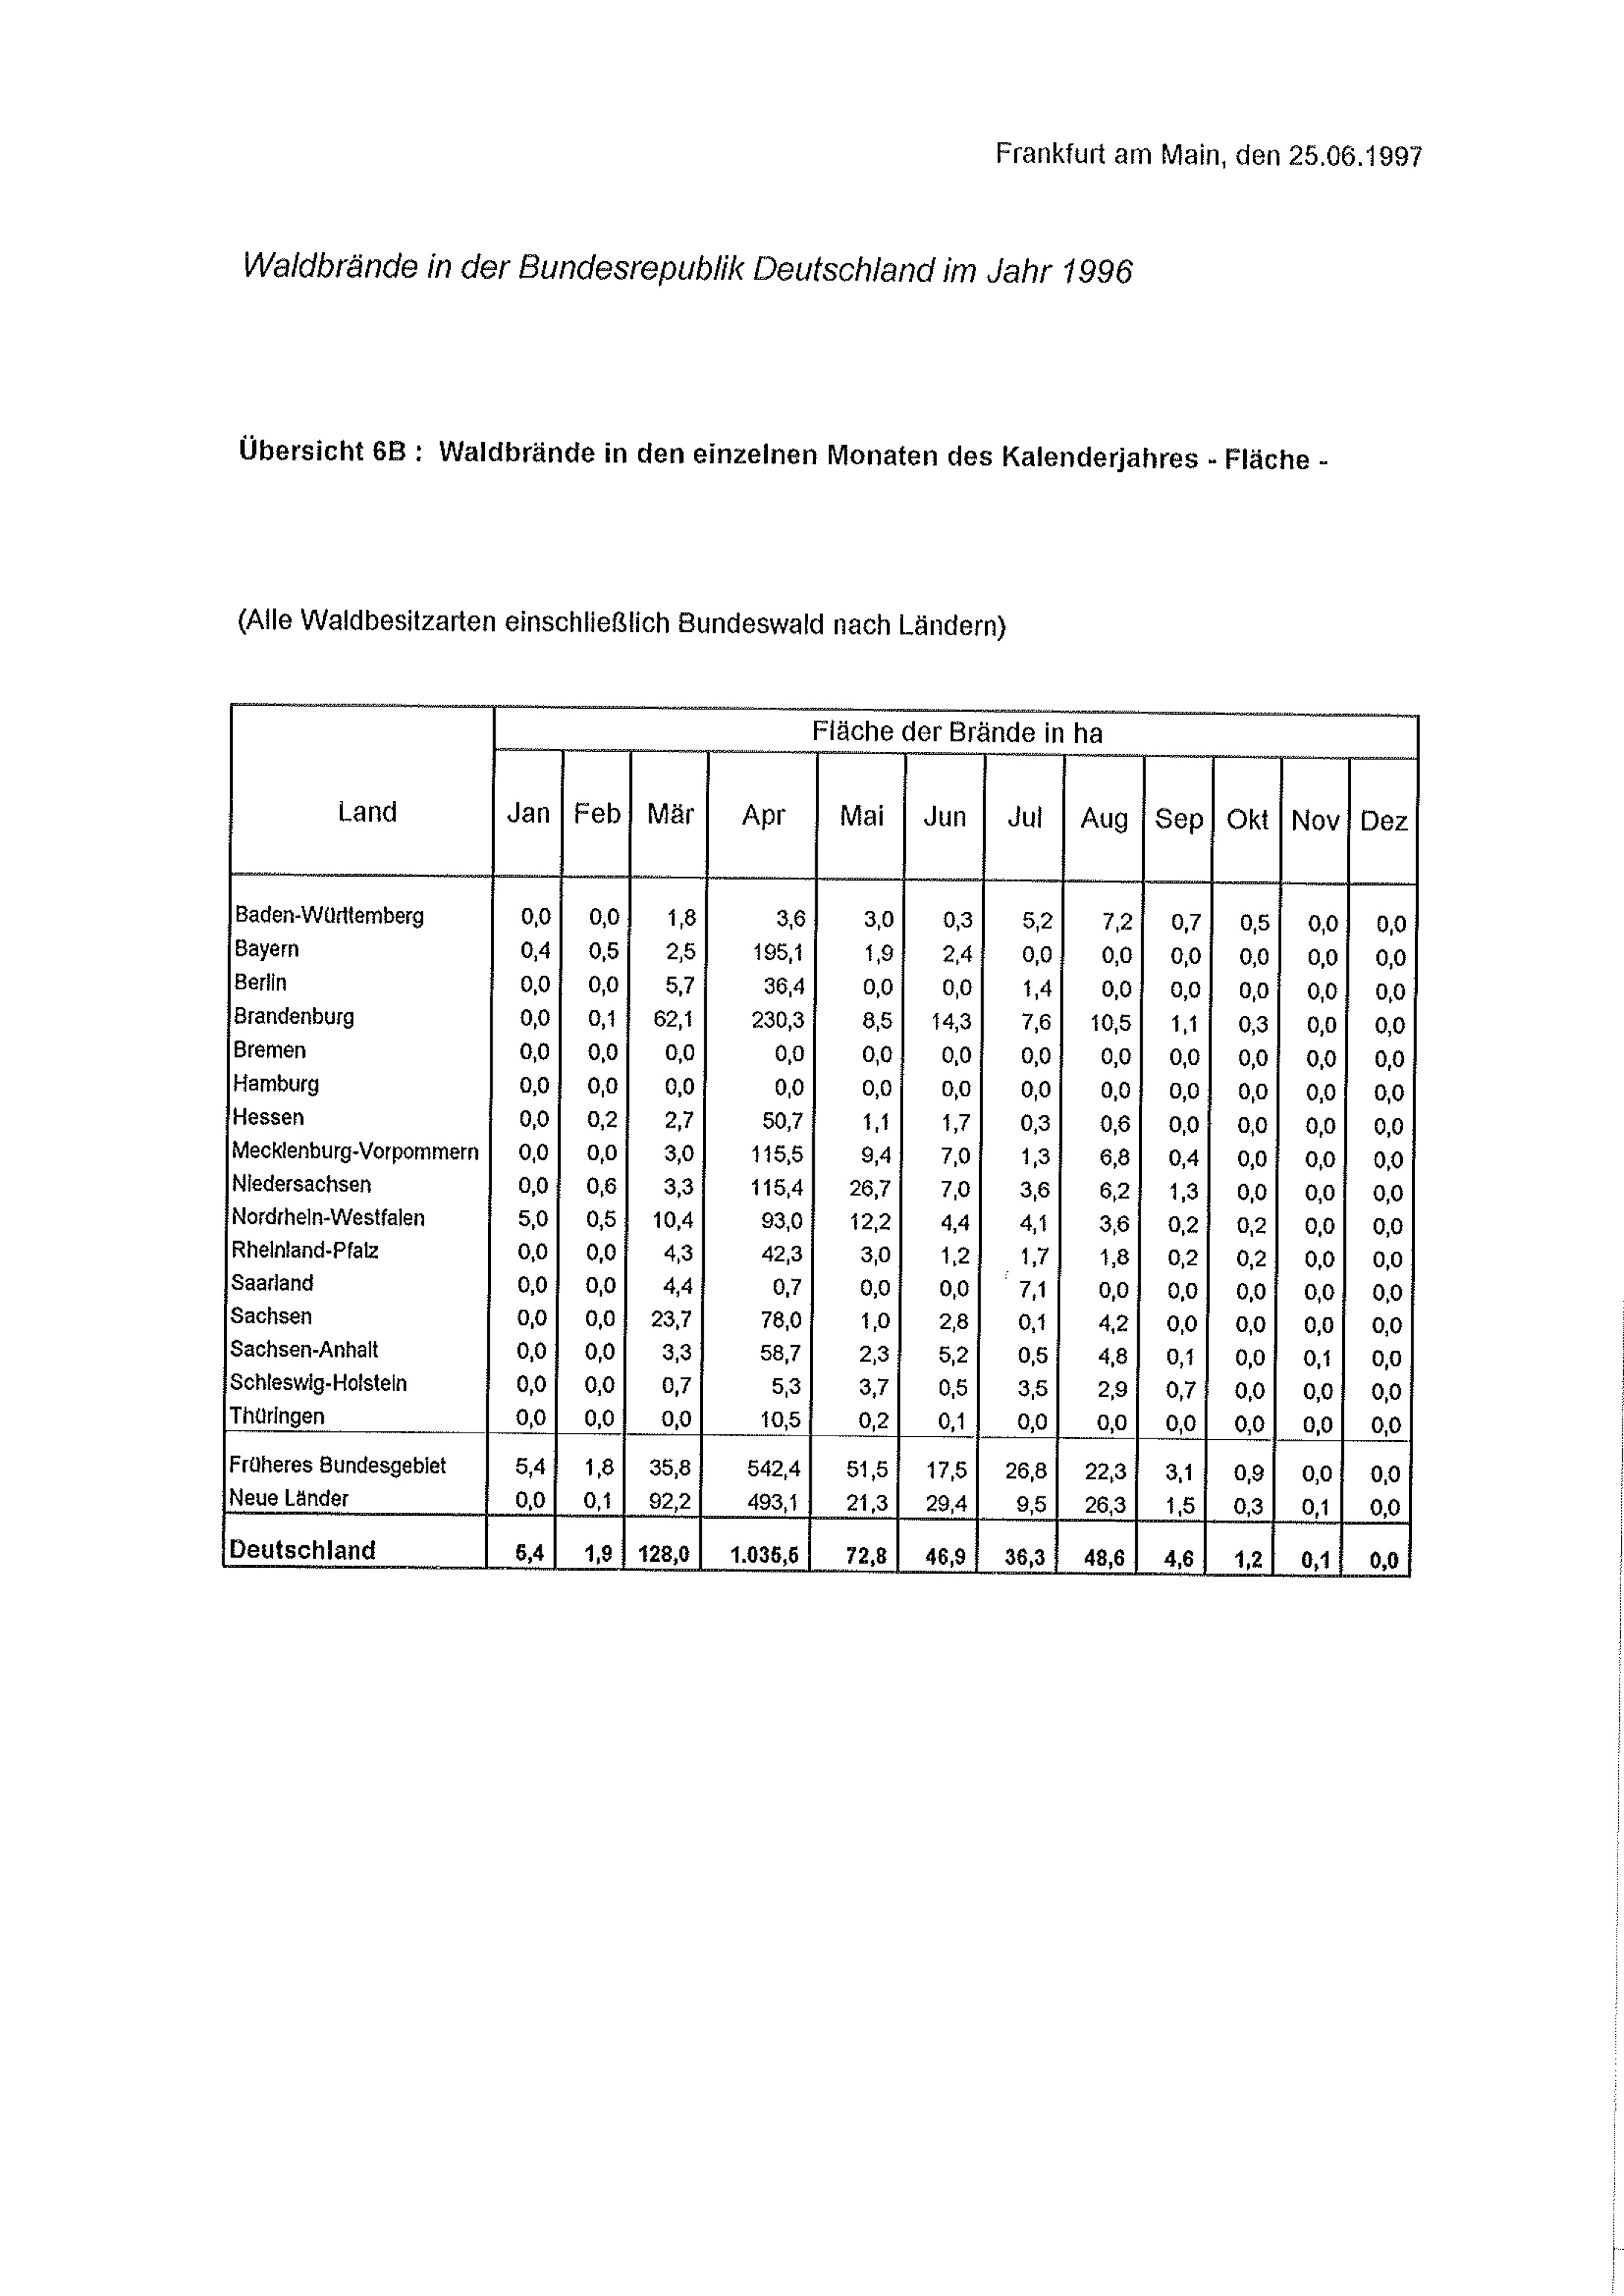 Frankfurt am Main, den 25.06.1997
Waldbrände in der Bundesrepublik Deutschland im Jahr 1996
Übersicht 6B : Waldbrände in den einzelnen Monaten des Kalenderjahres - Fläche -
(Alle Waldbesitzarten einschließlich Bundeswald nach Ländern)
Fläche der Brände in ha
Land Jan Feb Mär Apr Mai Jun Jul Aug Sep Okt Nov Dez
Baden-Württemberg 0,0 0,0 1,8 3,6 3,0 0,3 5,2 7,2 0,7 0,5 0,0 0,0
Bayern 0,4 0,5 2,5 195,1 1,9 2,4 0,0 0,0 0,0 0,0 0,0 0,0
Berlin 0,0 0,0 5,7 36,4 0,0 0,0 1,4 0,0 0,0 0,0 0,0 0,0
Brandenburg 0,0 0,1 62,1 230,3 8,5 14,3 7,6 10,5 1,1 0,3 0,0 0,0
Bremen 0,0 0,0 0,0 0,0 0,0 0,0 0,0 0,0 0,0 0,0 0,0 0,0
Hamburg 0,0 0,0 0,0 0,0 0,0 0,0 0,0 0,0 0,0 0,0 0,0 0,0
Hessen 0,0 0,2 2,7 50,7 1,1 1,7 0,3 0,6 0,0 0,0 0,0 0,0
Mecklenburg-Vorpommern 0,0 0,0 3,0 115,5 9,4 7,0 1,3 6,8 0,4 0,0 0,0 0,0
Niedersachsen 0,0 0,6 3,3 115,4 26,7 7,0 3,6 6,2 1,3 0,0 0,0 0,0
Nordrhein-Westfalen 5,0 0,5 10,4 93,0 12,2 4,4 4,1 3,6 0,2 0,2 0,0 0,0
Rheinland-Pfalz 0,0 0,0 4,3 42,3 3,0 1,2 1,7 1,8 0,2 0,2 0,0 0,0
Saarland 0,0 0,0 4,4 0,7 0,0 0,0 7,1 0,0 0,0 0,0 0,0 0,0
Sachsen 0,0 0,0 23,7 78,0 1,0 2,8 0,1 4,2 0,0 0,0 0,0 0,0
Sachsen-Anhalt 0,0 0,0 3,3 58,7 2,3 5,2 0,5 4,8 0,1 0,0 0,1 0,0
Schleswig-Holstein 0,0 0,0 0,7 5,3 3,7 0,5 3,5 2,9 0,7 0,0 0,0 0,0
Thüringen 0,0 0,0 0,0 10,5 0,2 0,1 0,0 0,0 0,0 0,0 0,0 0,0
Früheres Bundesgebiet 5,4 1,8 35,8 542,4 51,5 17,5 26,8 22,3 3,1 0,9 0,0 0,0
Neue Länder 0,0 0,1 92,2 493,1 21,3 29,4 9,5 26,3 1,5 0,3 0,1 0,0
Deutschland 5,4 1,9 128,0 1.035,5 72,8 46,9 36,3 48,6 4,6 1,2 0,1 0,0